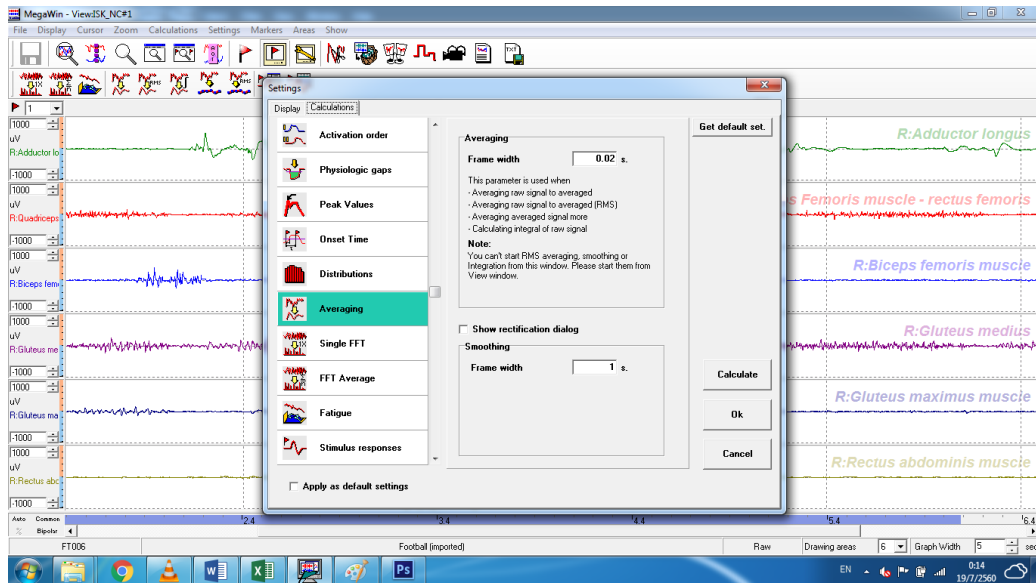 MegaWin - View:ISK_NC#1
File Display Cursor Zoom Calculations Settings Markers Areas Show
TXT
RMS
RMS
1
Settings
Display Calculations
Activation order
Physiologic gaps
Peak Values
Onset Time
Distributions
Averaging
Single FFT
FFT Average
Fatigue
Stimulus responses
Apply as default settings
Averaging
Frame width 0.02 s.
This parameter is used when
- Averaging raw signal to averaged
- Averaging raw signal to averaged (RMS)
- Averaging averaged signal more
- Calculating integral of raw signal
Note:
You can't start RMS averaging, smoothing or
Integration from this window. Please start them from
View window.
Show rectification dialog
Smoothing
Frame width 1 s.
Get default set.
Calculate
Ok
Cancel
1000
uV
R:Adductor lo
-1000
R:Adductor longus
1000
uV
R:Quadriceps
-1000
s Femoris muscle - rectus femoris
1000
uV
R:Biceps fem
-1000
R:Biceps femoris muscle
1000
uV
R:Gluteus me
-1000
R:Gluteus medius
1000
uV
R:Gluteus ma
-1000
R:Gluteus maximus muscle
1000
uV
R:Rectus abd
-1000
R:Rectus abdominis muscle
Auto Common 2.4 3.4 4.4 5.4 6.4
% Bipolar
FT006 Football (imported) Raw Drawing areas 6 Graph Width 5 sec
W X Ps EN 0:14
19/7/2560